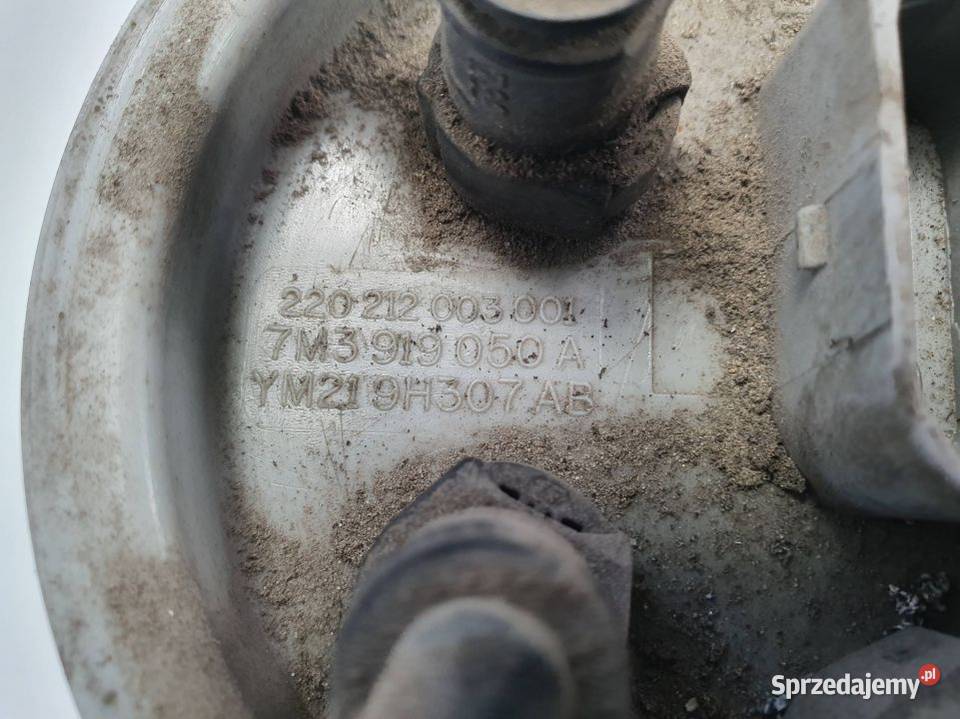 220 212 003 001
7M3 919 050 A
YM21 9H307 AB
Sprzedajemy.pl